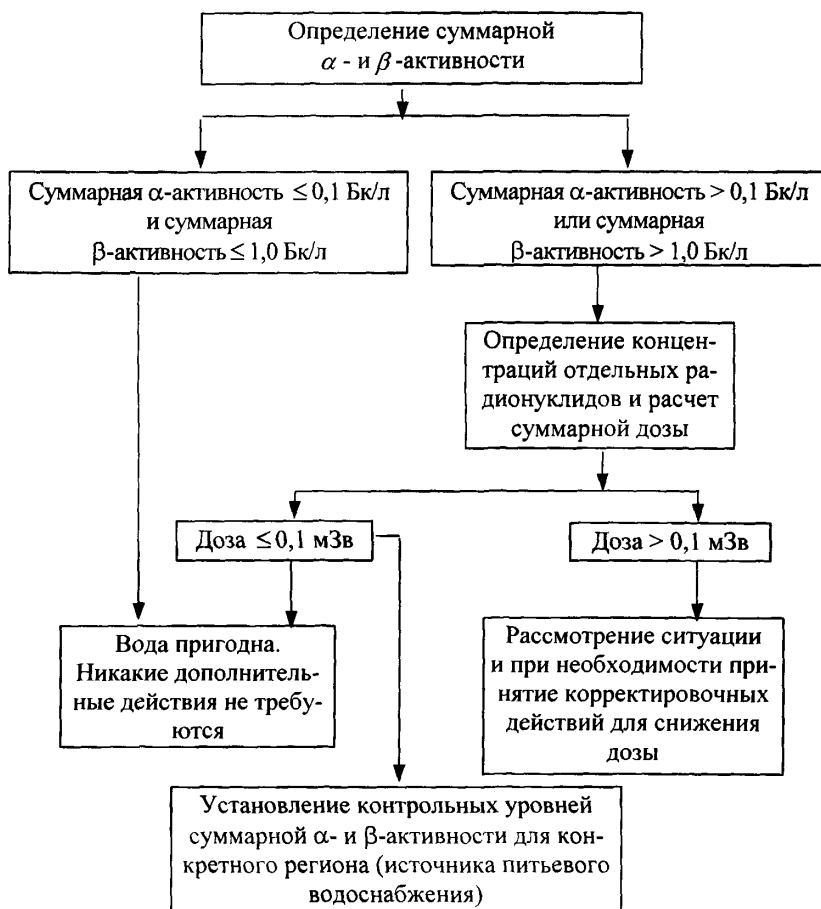 Определение суммарной
α - и β -активности
Суммарная α-активность ≤ 0,1 Бк/л
и суммарная
β-активность ≤ 1,0 Бк/л
Суммарная α-активность > 0,1 Бк/л
или суммарная
β-активность > 1,0 Бк/л
Определение концен-
траций отдельных ра-
дионуклидов и расчет
суммарной дозы
Доза ≤ 0,1 мЗв
Доза > 0,1 мЗв
Вода пригодна.
Никакие дополнитель-
ные действия не требу-
ются
Рассмотрение ситуации
и при необходимости при-
нятие корректировочных
действий для снижения
дозы
Установление контрольных уровней
суммарной α- и β-активности для кон-
кретного региона (источника питьевого
водоснабжения)